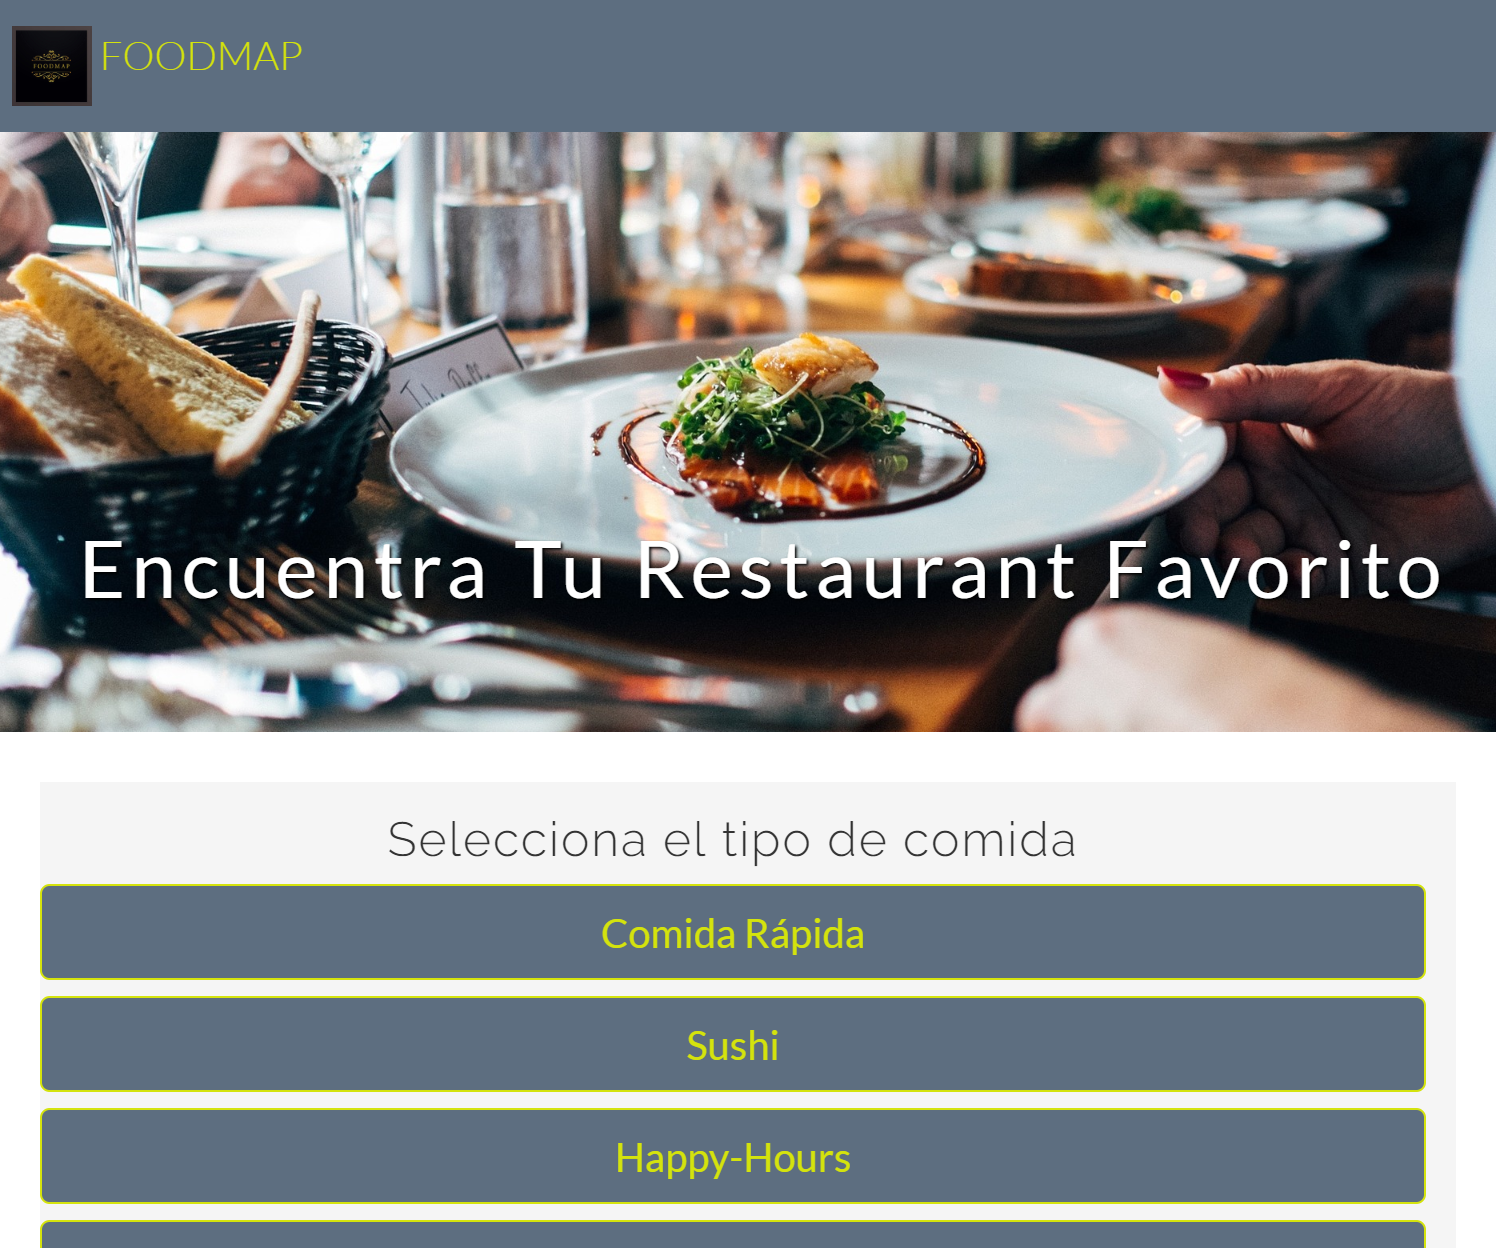 FOODMAP
FOODMAP
Encuentra Tu Restaurant Favorito
Selecciona el tipo de comida
Comida Rápida
Sushi
Happy-Hours